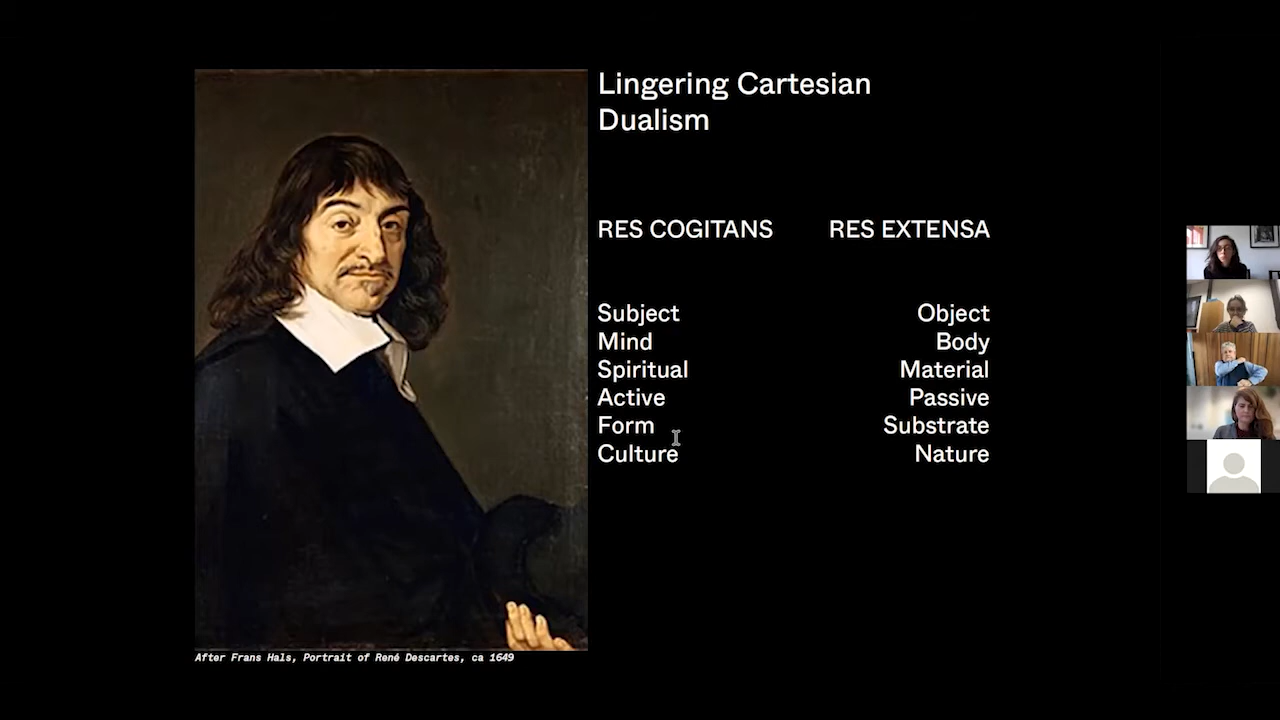 Lingering Cartesian
Dualism
RES COGITANS RES EXTENSA
Subject Object
Mind Body
Spiritual Material
Active Passive
Form Substrate
Culture Nature
After Frans Hals, Portrait of René Descartes, ca 1649